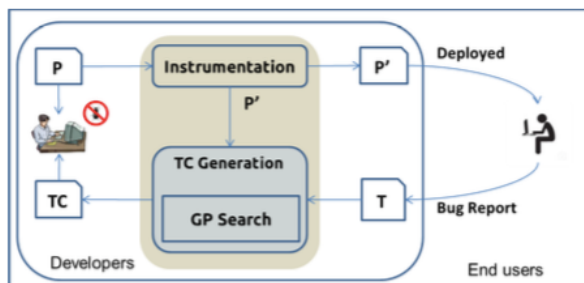 P
Instrumentation
P'
Deployed
P'
TC Generation
GP Search
TC
T
Bug Report
Developers
End users